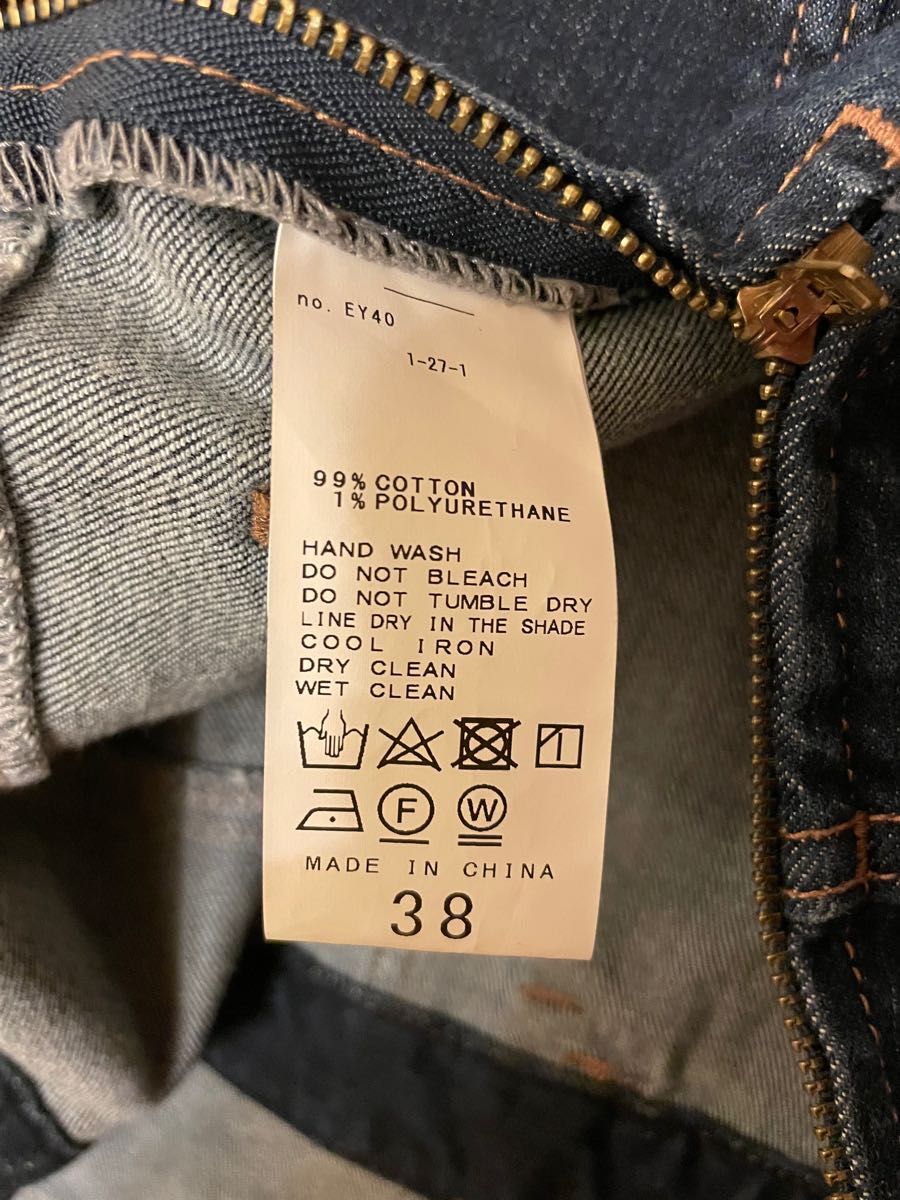 no. EY40
1-27-1
99% COTTON
1% POLYURETHANE
HAND WASH
DO NOT BLEACH
DO NOT TUMBLE DRY
LINE DRY IN THE SHADE
COOL IRON
DRY CLEAN
WET CLEAN
F W
MADE IN CHINA
38